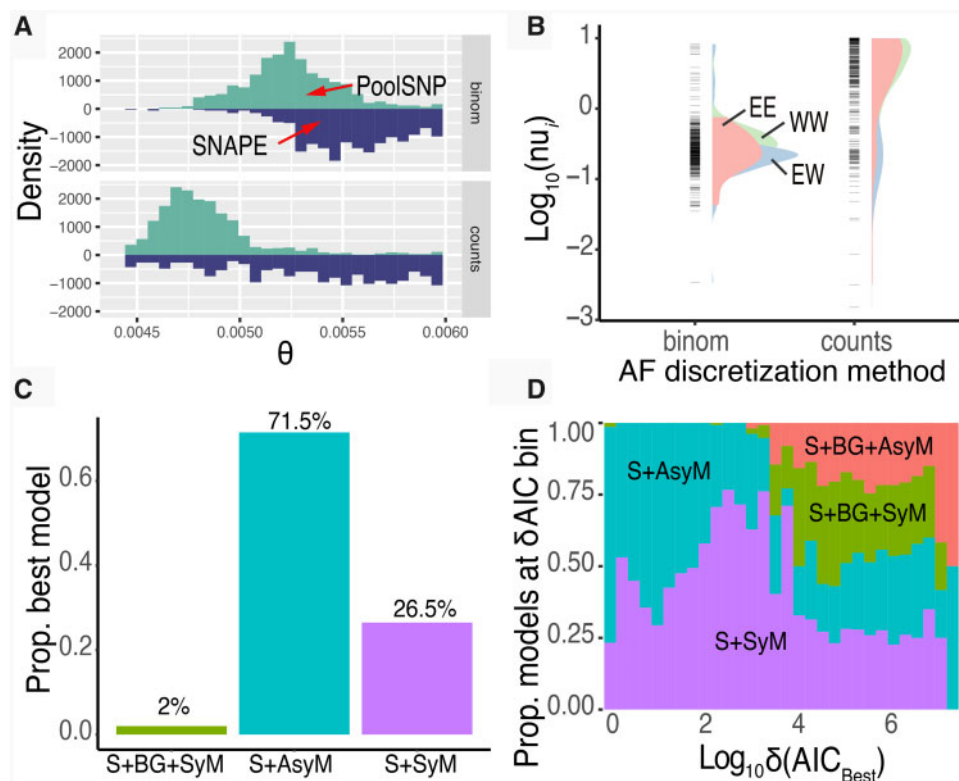 A
2000
1000
0
-1000
-2000
binom
PoolSNP
SNAPE
Density
2000
1000
0
-1000
-2000
counts
0.0045 0.0050 0.0055 0.0060
θ
B
Log10(nui)
1
0
-1
-2
-3
EE
WW
EW
binom counts
AF discretization method
C
Prop. best model
0.6
0.4
0.2
0.0
2%
71.5%
26.5%
S+BG+SyM S+AsyM S+SyM
D
Prop. models at δAIC bin
1.00
0.75
0.50
0.25
0.00
S+AsyM
S+BG+AsyM
S+BG+SyM
S+SyM
0 2 4 6
Log10δ(AICBest)